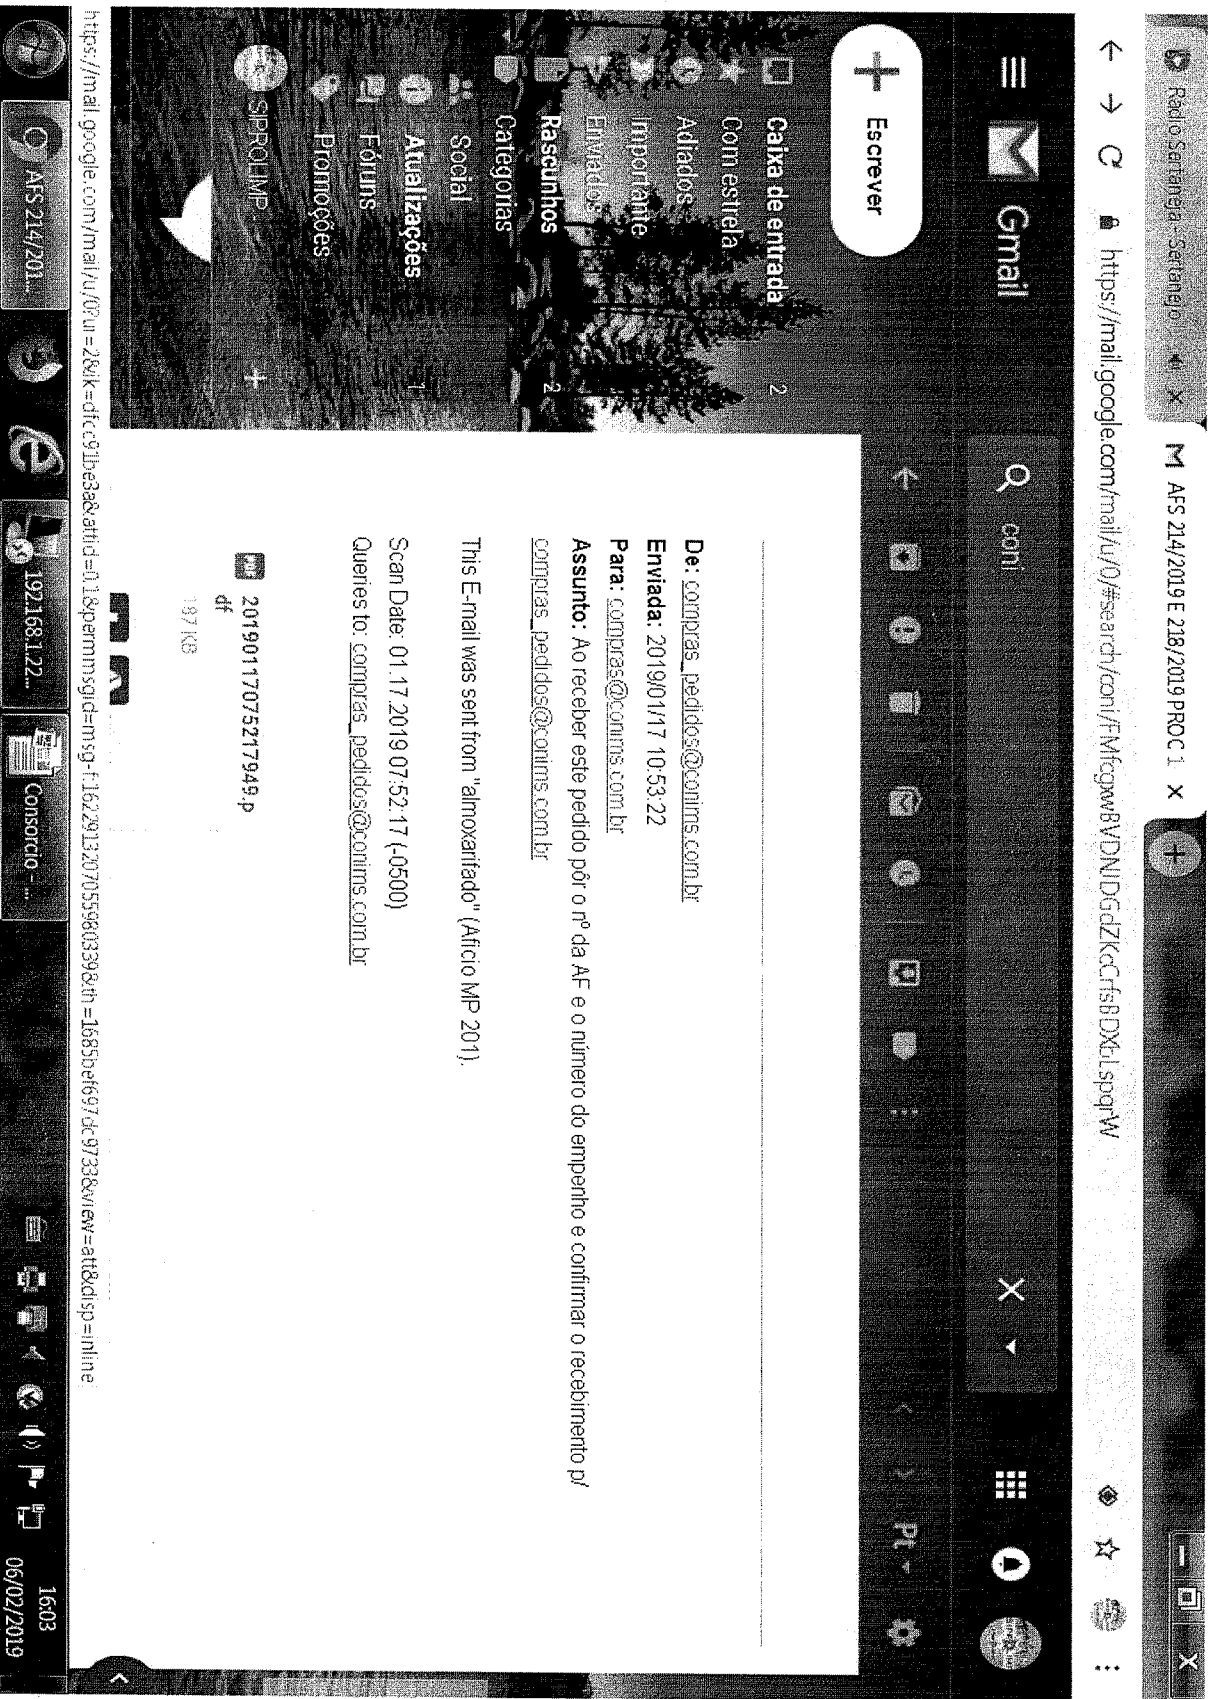 Radio Sertaneja - Sertanejo
AFS 214/2019 E 218/2019 PROC 1
https://mail.google.com/mail/u/0/#search/coni/
Gmail
coni
Escrever
Pt
Caixa de entrada 2
Com estrela
Adiados
Importante
Enviados
Rascunhos 2
Categorias
Social
Atualizações 1
Fóruns
Promoções
SIPROLIMP
De: compras_pedidos@conims.com.br
Enviada: 2019/01/17 10:53:22
Para: compras@conims.com.br
Assunto: Ao receber este pedido pôr o nº da AF e o número do empenho e confirmar o recebimento p/
compras_pedidos@conims.com.br
This E-mail was sent from "almoxarifado" (Aficio MP 201).
Scan Date: 01.17.2019 07:52:17 (-0500)
Queries to: compras_pedidos@conims.com.br
20190117075217949.p
df
187 KB
https://mail.google.com/mail/u/0?ui=2&ik=dfcc91be3a&attid=0.1&permmsgid=msg-f:1622913207055980339&th=1685bef697dc9733&view=att&disp=inline
AFS 214/201...
192.168.1.22...
Consorcio - ...
16:03
06/02/2019